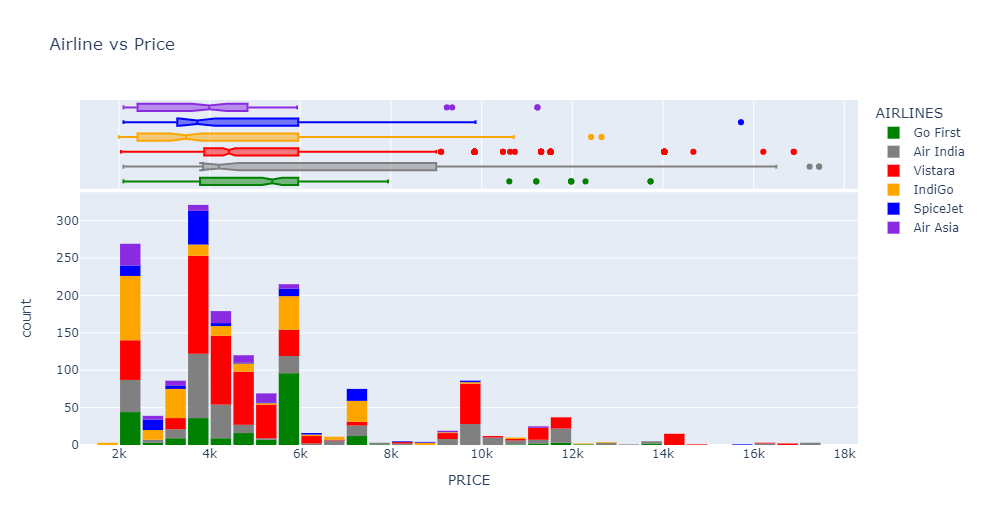 Airline vs Price
AIRLINES
Go First
Air India
Vistara
IndiGo
SpiceJet
Air Asia
300
250
200
150
100
50
0
count
2k 4k 6k 8k 10k 12k 14k 16k 18k
PRICE